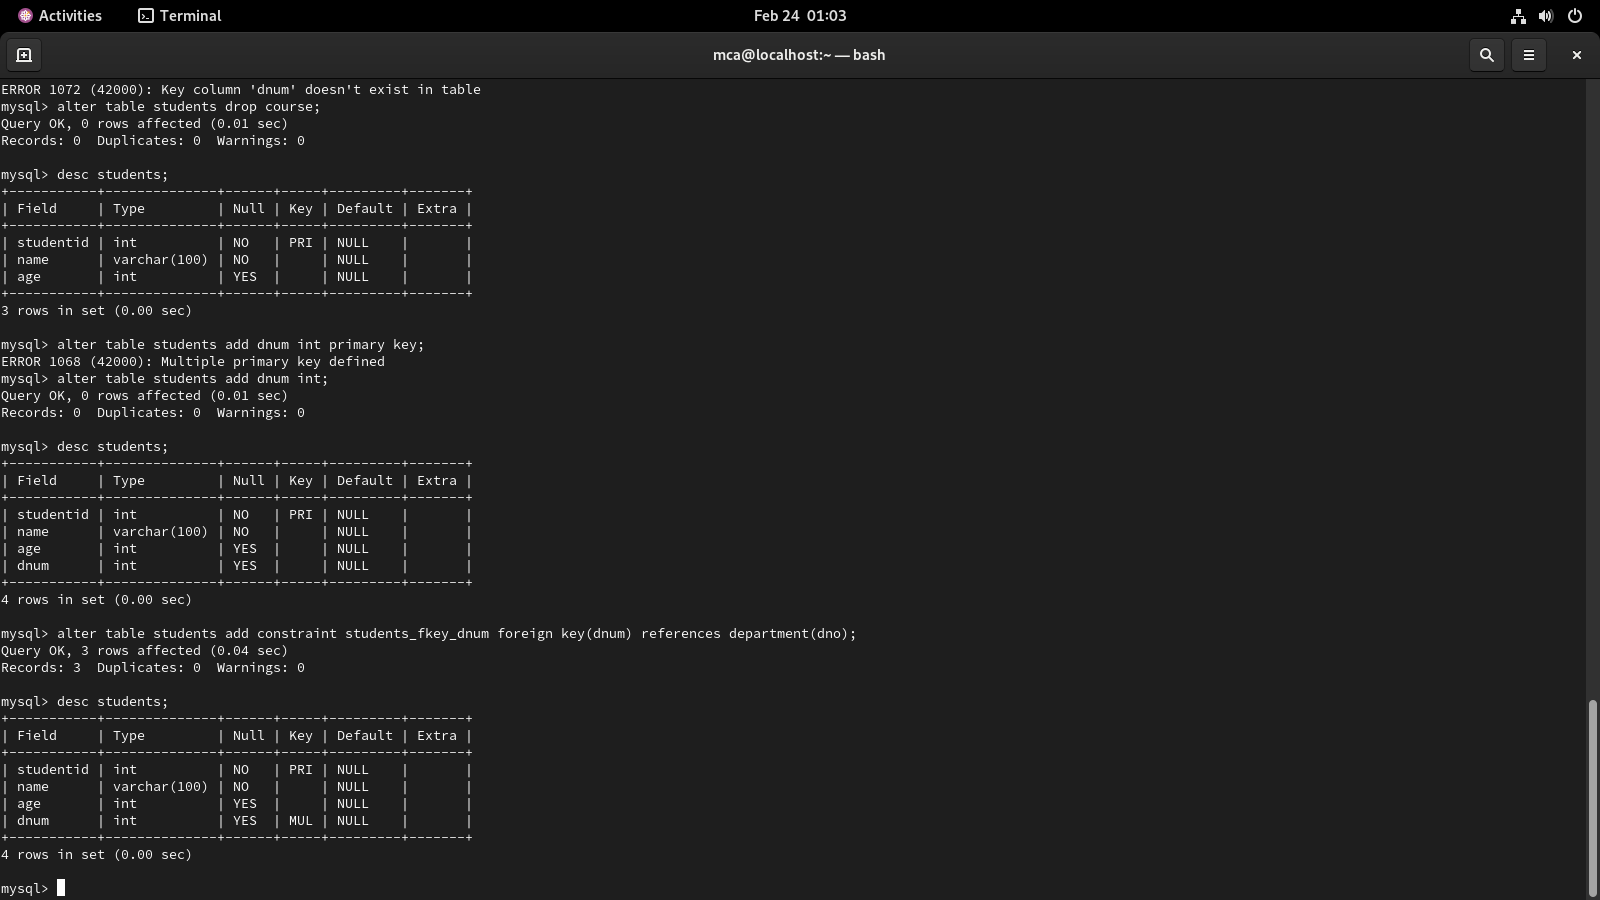 Activities Terminal Feb 24 01:03
mca@localhost:~ — bash
ERROR 1072 (42000): Key column 'dnum' doesn't exist in table
mysql> alter table students drop course;
Query OK, 0 rows affected (0.01 sec)
Records: 0  Duplicates: 0  Warnings: 0
mysql> desc students;
+-----------+--------------+------+-----+---------+-------+
| Field     | Type         | Null | Key | Default | Extra |
+-----------+--------------+------+-----+---------+-------+
| studentid | int          | NO   | PRI | NULL    |       |
| name      | varchar(100) | NO   |     | NULL    |       |
| age       | int          | YES  |     | NULL    |       |
+-----------+--------------+------+-----+---------+-------+
3 rows in set (0.00 sec)
mysql> alter table students add dnum int primary key;
ERROR 1068 (42000): Multiple primary key defined
mysql> alter table students add dnum int;
Query OK, 0 rows affected (0.01 sec)
Records: 0  Duplicates: 0  Warnings: 0
mysql> desc students;
+-----------+--------------+------+-----+---------+-------+
| Field     | Type         | Null | Key | Default | Extra |
+-----------+--------------+------+-----+---------+-------+
| studentid | int          | NO   | PRI | NULL    |       |
| name      | varchar(100) | NO   |     | NULL    |       |
| age       | int          | YES  |     | NULL    |       |
| dnum      | int          | YES  |     | NULL    |       |
+-----------+--------------+------+-----+---------+-------+
4 rows in set (0.00 sec)
mysql> alter table students add constraint students_fkey_dnum foreign key(dnum) references department(dno);
Query OK, 3 rows affected (0.04 sec)
Records: 3  Duplicates: 0  Warnings: 0
mysql> desc students;
+-----------+--------------+------+-----+---------+-------+
| Field     | Type         | Null | Key | Default | Extra |
+-----------+--------------+------+-----+---------+-------+
| studentid | int          | NO   | PRI | NULL    |       |
| name      | varchar(100) | NO   |     | NULL    |       |
| age       | int          | YES  |     | NULL    |       |
| dnum      | int          | YES  | MUL | NULL    |       |
+-----------+--------------+------+-----+---------+-------+
4 rows in set (0.00 sec)
mysql>